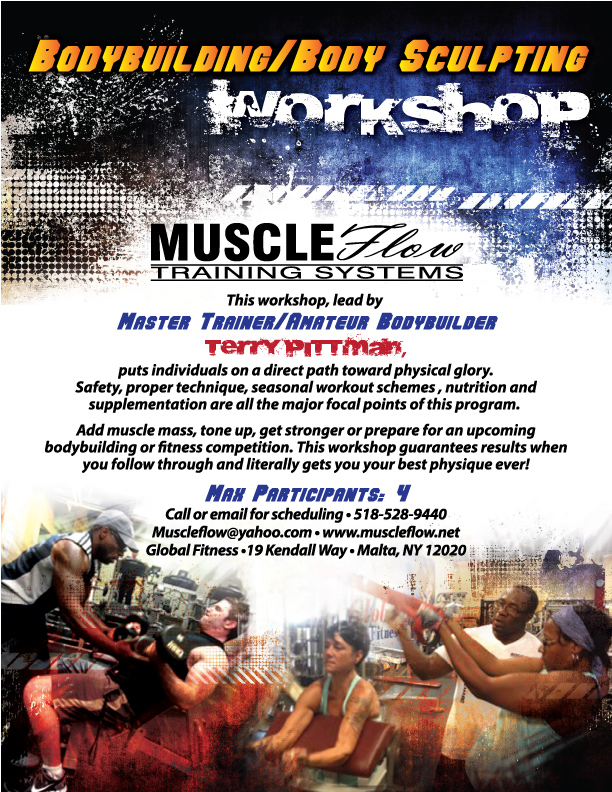 BODYBUILDING/BODY SCULPTING
WORKSHOP
MUSCLE Flow
TRAINING SYSTEMS
This workshop, lead by
MASTER TRAINER/AMATEUR BODYBUILDER
TERRY PITTMAN,
puts individuals on a direct path toward physical glory.
Safety, proper technique, seasonal workout schemes , nutrition and
supplementation are all the major focal points of this program.
Add muscle mass, tone up, get stronger or prepare for an upcoming
bodybuilding or fitness competition. This workshop guarantees results when
you follow through and literally gets you your best physique ever!
MAX PARTICIPANTS: 4
Call or email for scheduling • 518-528-9440
Muscleflow@yahoo.com • www.muscleflow.net
Global Fitness •19 Kendall Way • Malta, NY 12020
Fitness